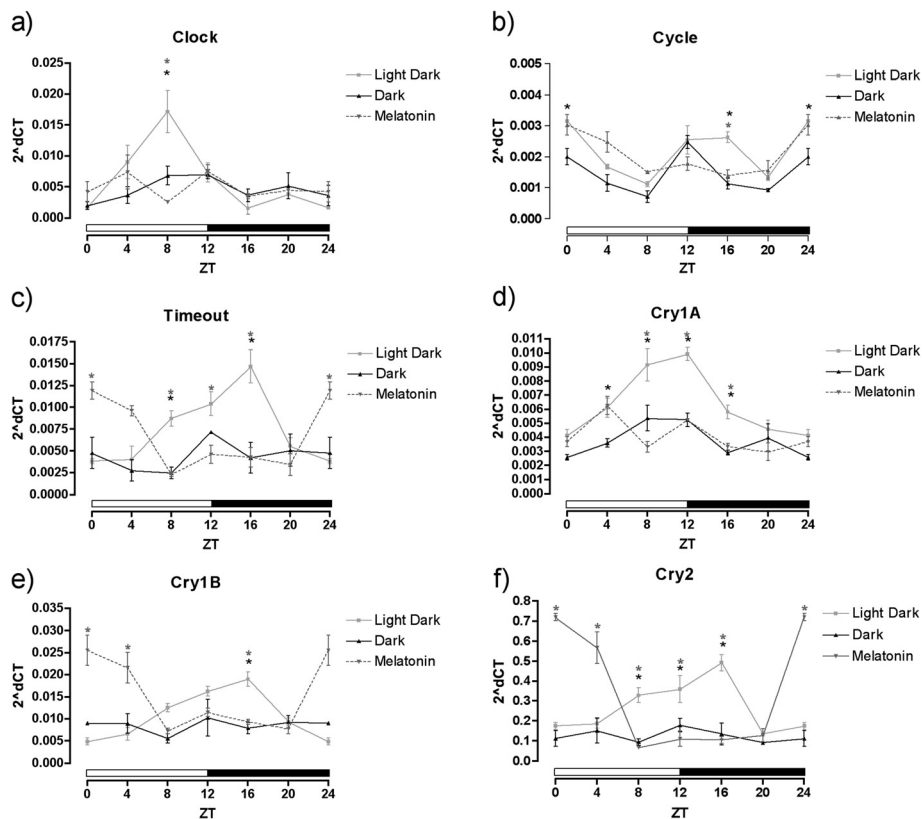 a)
Clock
0.025
0.020
0.015
0.010
0.005
0.000
2^dCT
* *
0 4 8 12 16 20 24
ZT
Light Dark
Dark
Melatonin
b)
Cycle
0.005
0.004
0.003
0.002
0.001
0.000
2^dCT
* * * *
0 4 8 12 16 20 24
ZT
Light Dark
Dark
Melatonin
c)
Timeout
0.0175
0.0150
0.0125
0.0100
0.0075
0.0050
0.0025
0.0000
2^dCT
* * * * * * *
0 4 8 12 16 20 24
ZT
Light Dark
Dark
Melatonin
d)
Cry1A
0.011
0.010
0.009
0.008
0.007
0.006
0.005
0.004
0.003
0.002
0.001
0.000
2^dCT
* * * * * * *
0 4 8 12 16 20 24
ZT
Light Dark
Dark
Melatonin
e)
Cry1B
0.035
0.030
0.025
0.020
0.015
0.010
0.005
0.000
2^dCT
* * * *
0 4 8 12 16 20 24
ZT
Light Dark
Dark
Melatonin
f)
Cry2
0.8
0.7
0.6
0.5
0.4
0.3
0.2
0.1
0.0
2^dCT
* * * * * * * * *
0 4 8 12 16 20 24
ZT
Light Dark
Dark
Melatonin